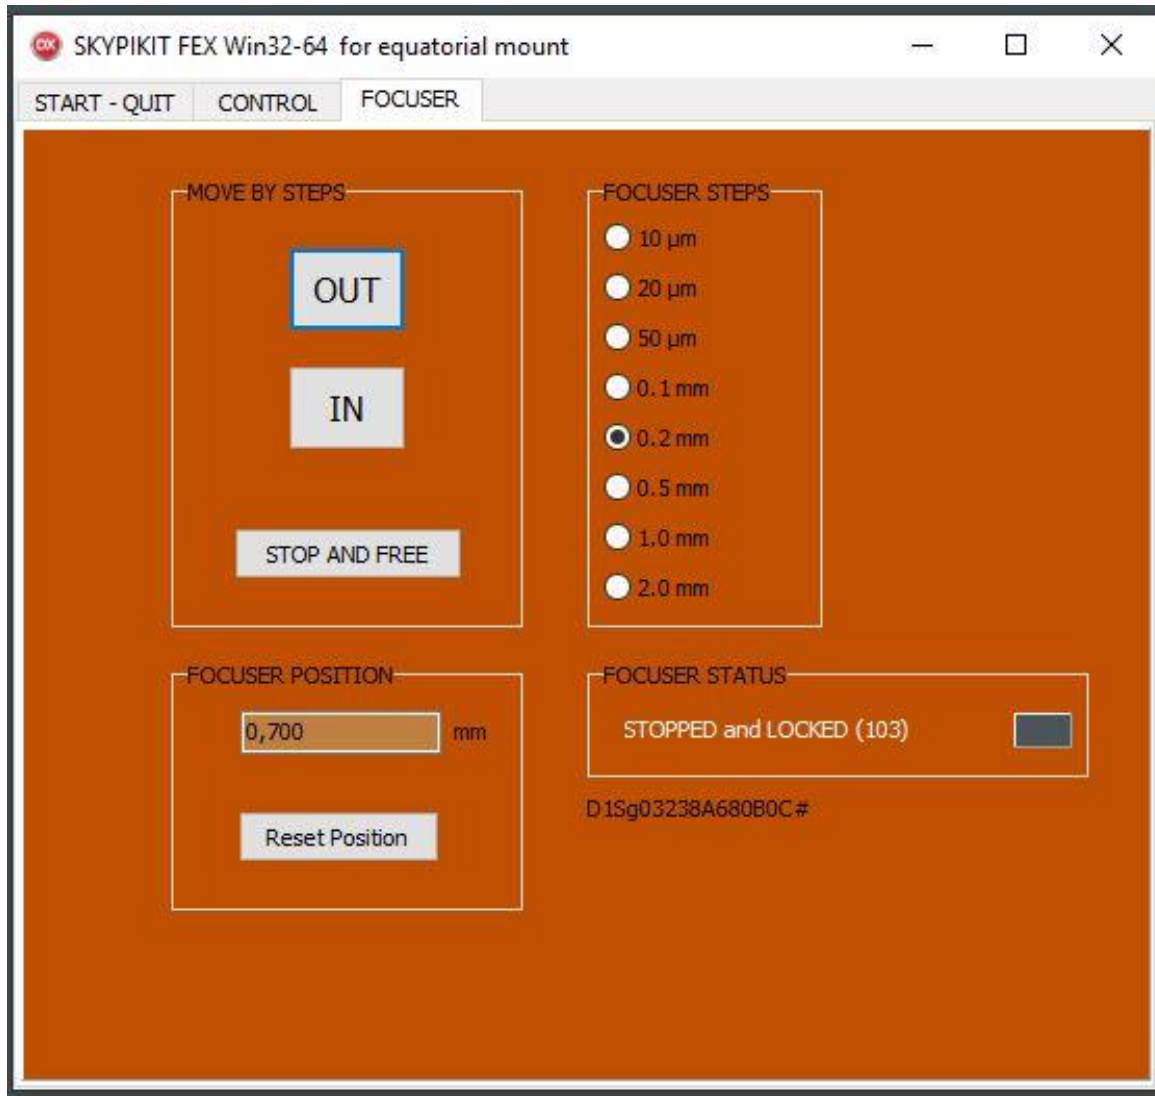 SKYPIKIT FEX Win32-64 for equatorial mount
START - QUIT CONTROL FOCUSER
MOVE BY STEPS
OUT
IN
STOP AND FREE
FOCUSER STEPS
10 µm
20 µm
50 µm
0.1 mm
0.2 mm
0.5 mm
1.0 mm
2.0 mm
FOCUSER POSITION
0,700 mm
Reset Position
FOCUSER STATUS
STOPPED and LOCKED (103)
D1Sg03238A680B0C#